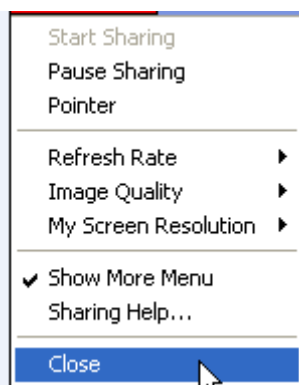 Start Sharing
Pause Sharing
Pointer
Refresh Rate
Image Quality
My Screen Resolution
Show More Menu
Sharing Help...
Close